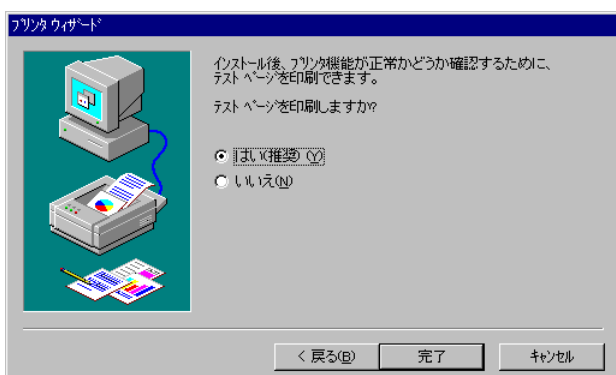 プリンタ ウィザード
インストール後、プリンタ機能が正常かどうか確認するために、
テスト ページを印刷できます。
テスト ページを印刷しますか?
はい(推奨) (Y)
いいえ(N)
< 戻る(B)
完了
キャンセル